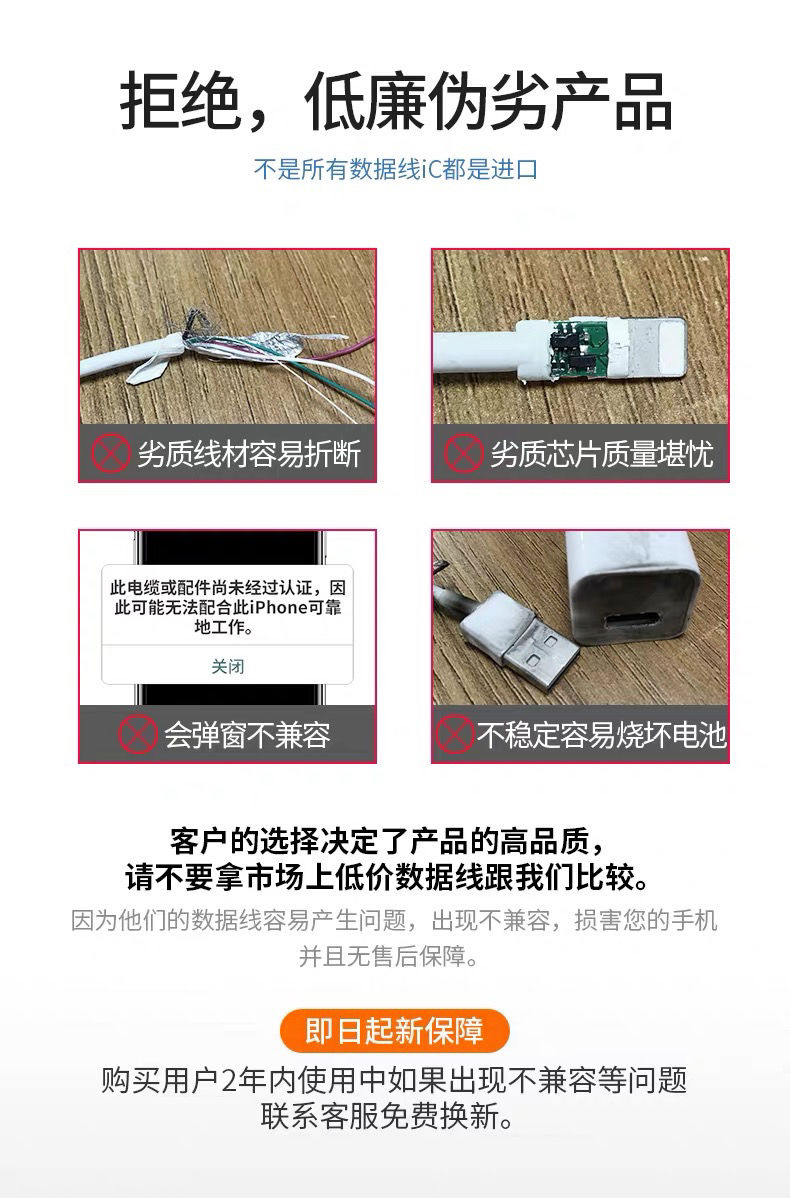 拒绝，低廉伪劣产品
不是所有数据线iC都是进口
劣质线材容易折断
劣质芯片质量堪忧
此电缆或配件尚未经过认证，因
此可能无法配合此iPhone可靠
地工作。
关闭
会弹窗不兼容
不稳定容易烧坏电池
客户的选择决定了产品的高品质，
请不要拿市场上低价数据线跟我们比较。
因为他们的数据线容易产生问题，出现不兼容，损害您的手机
并且无售后保障。
即日起新保障
购买用户2年内使用中如果出现不兼容等问题
联系客服免费换新。